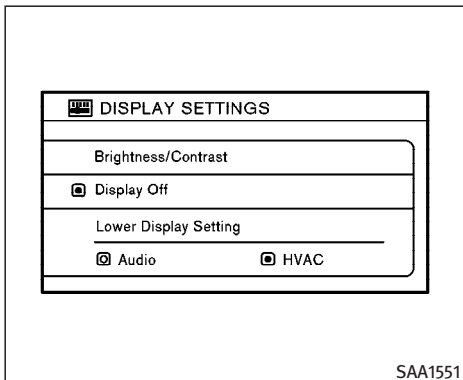 DISPLAY SETTINGS
Brightness/Contrast
Display Off
Lower Display Setting
Audio HVAC
SAA1551